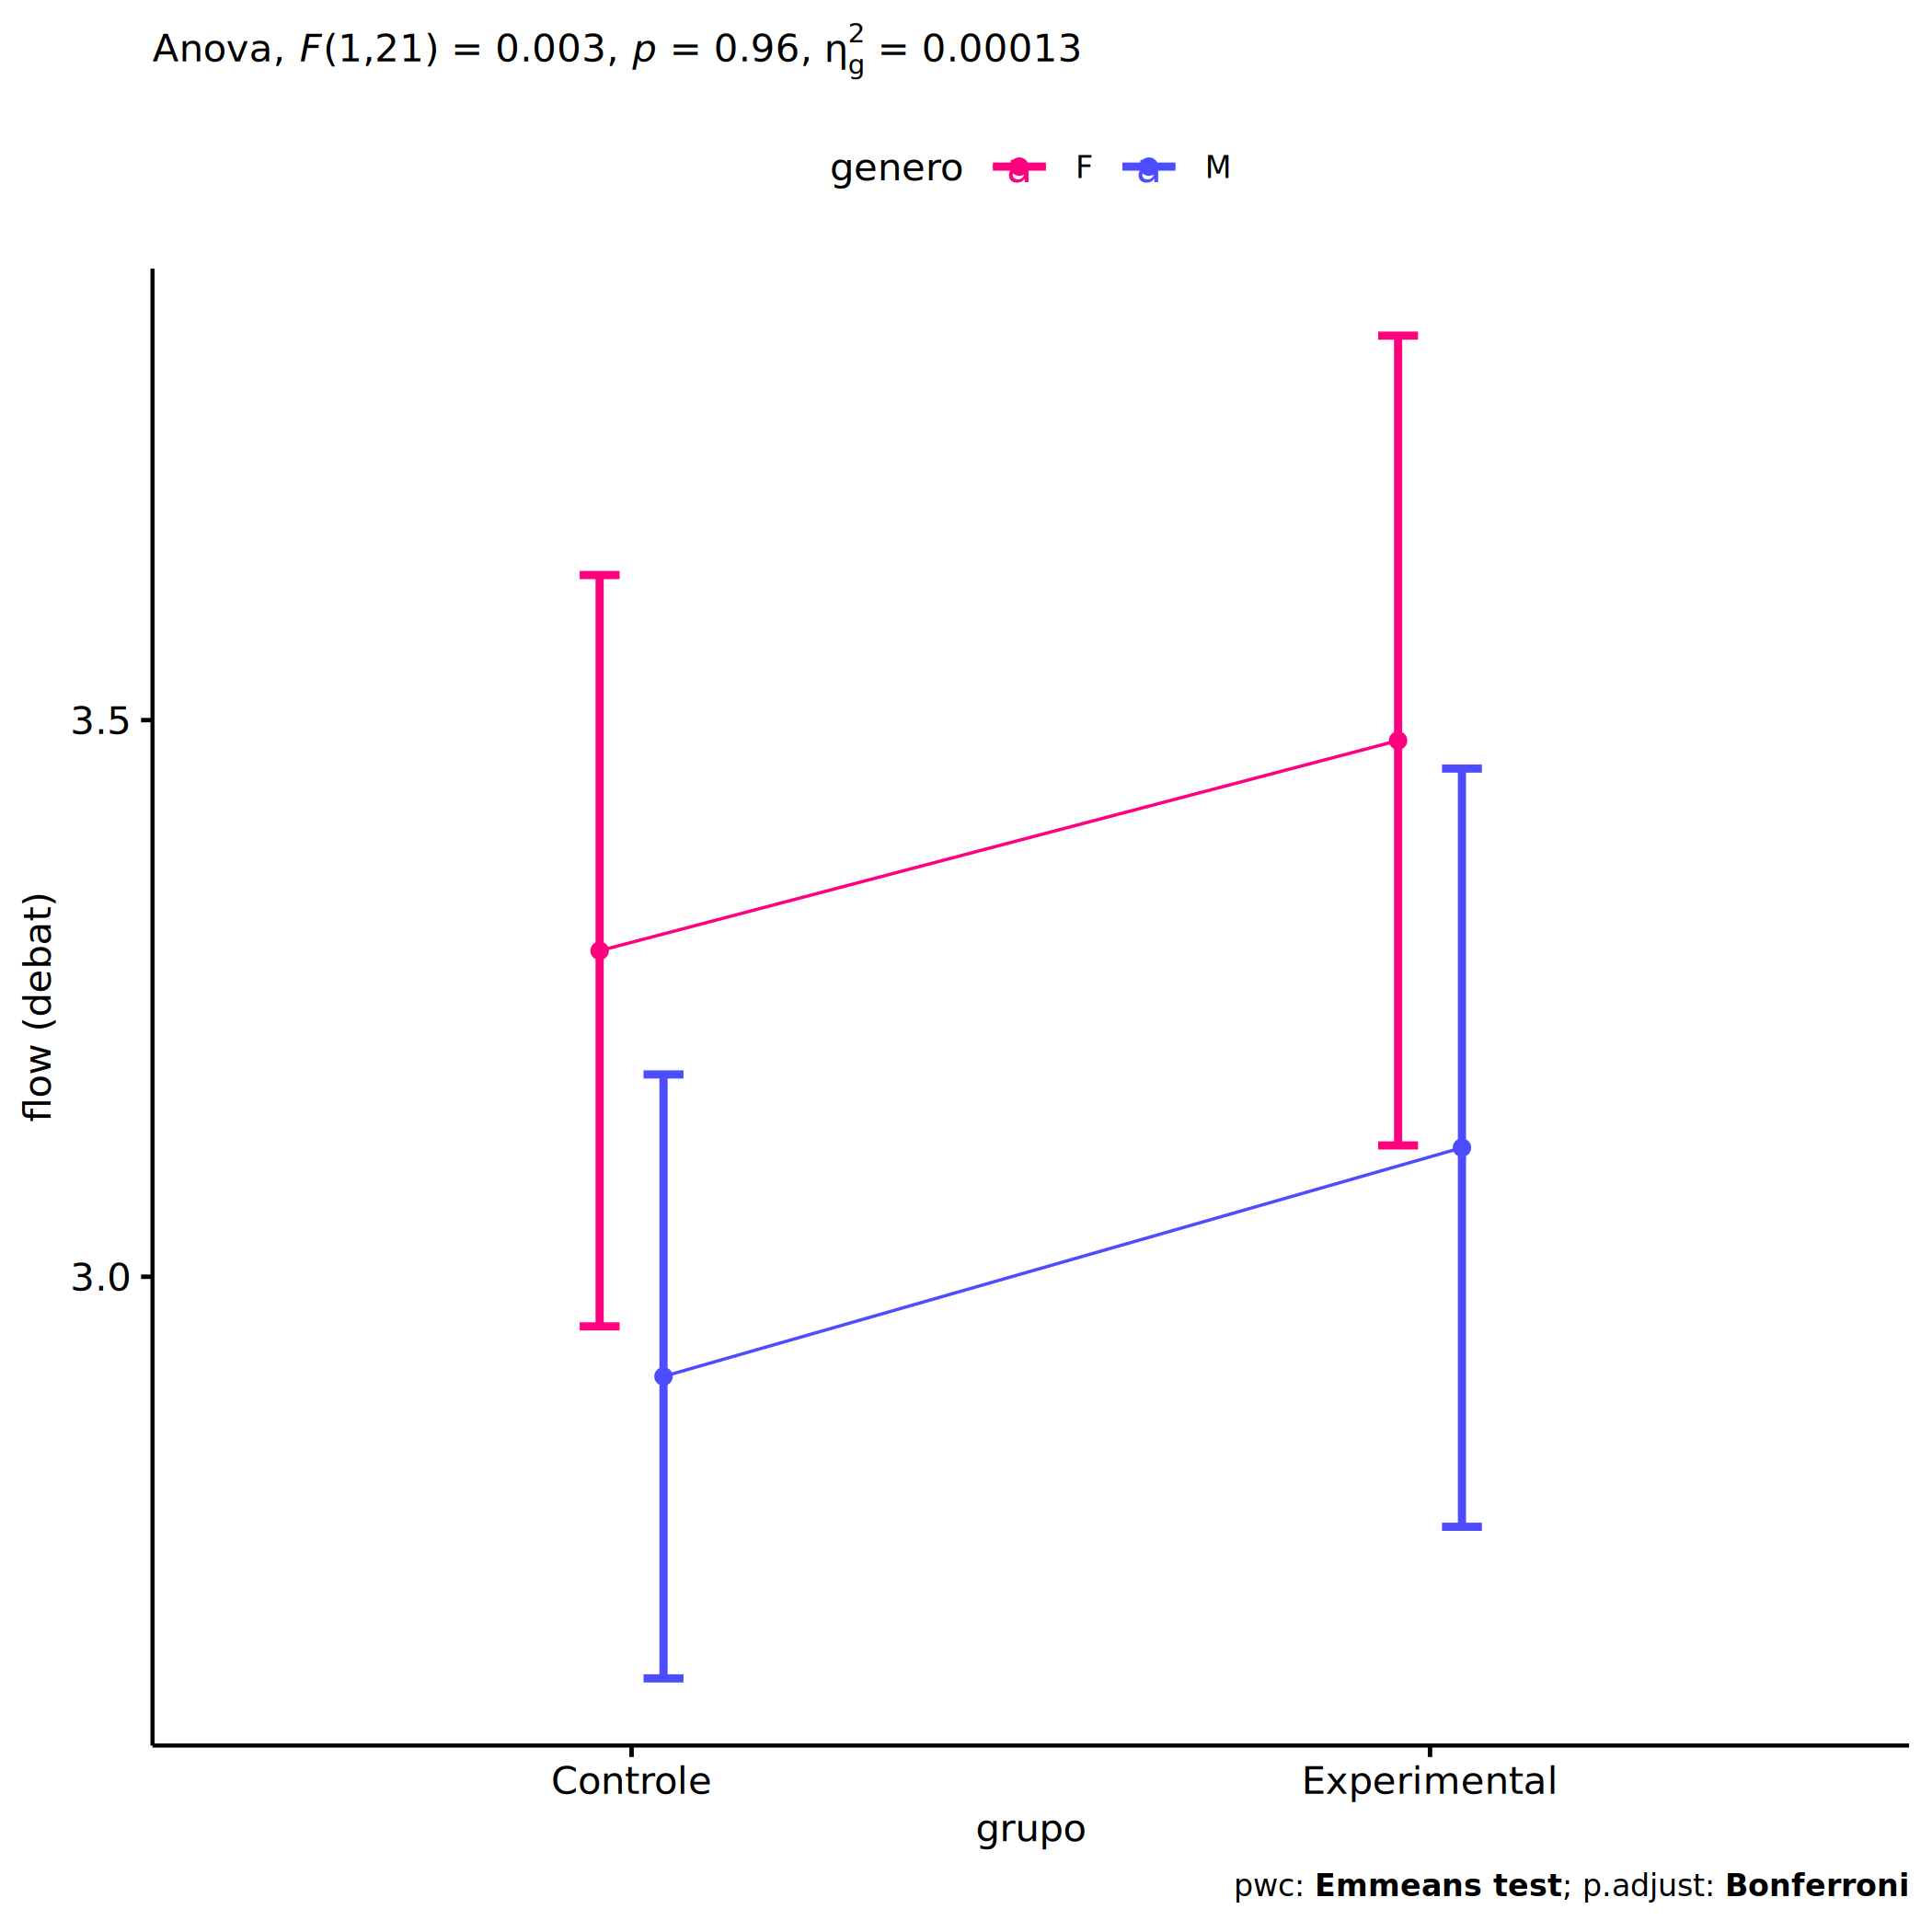 Anova, F(1,21) = 0.003, p = 0.96, η²g = 0.00013
genero F M
flow (debat)
3.5
3.0
Controle Experimental
grupo
pwc: Emmeans test; p.adjust: Bonferroni